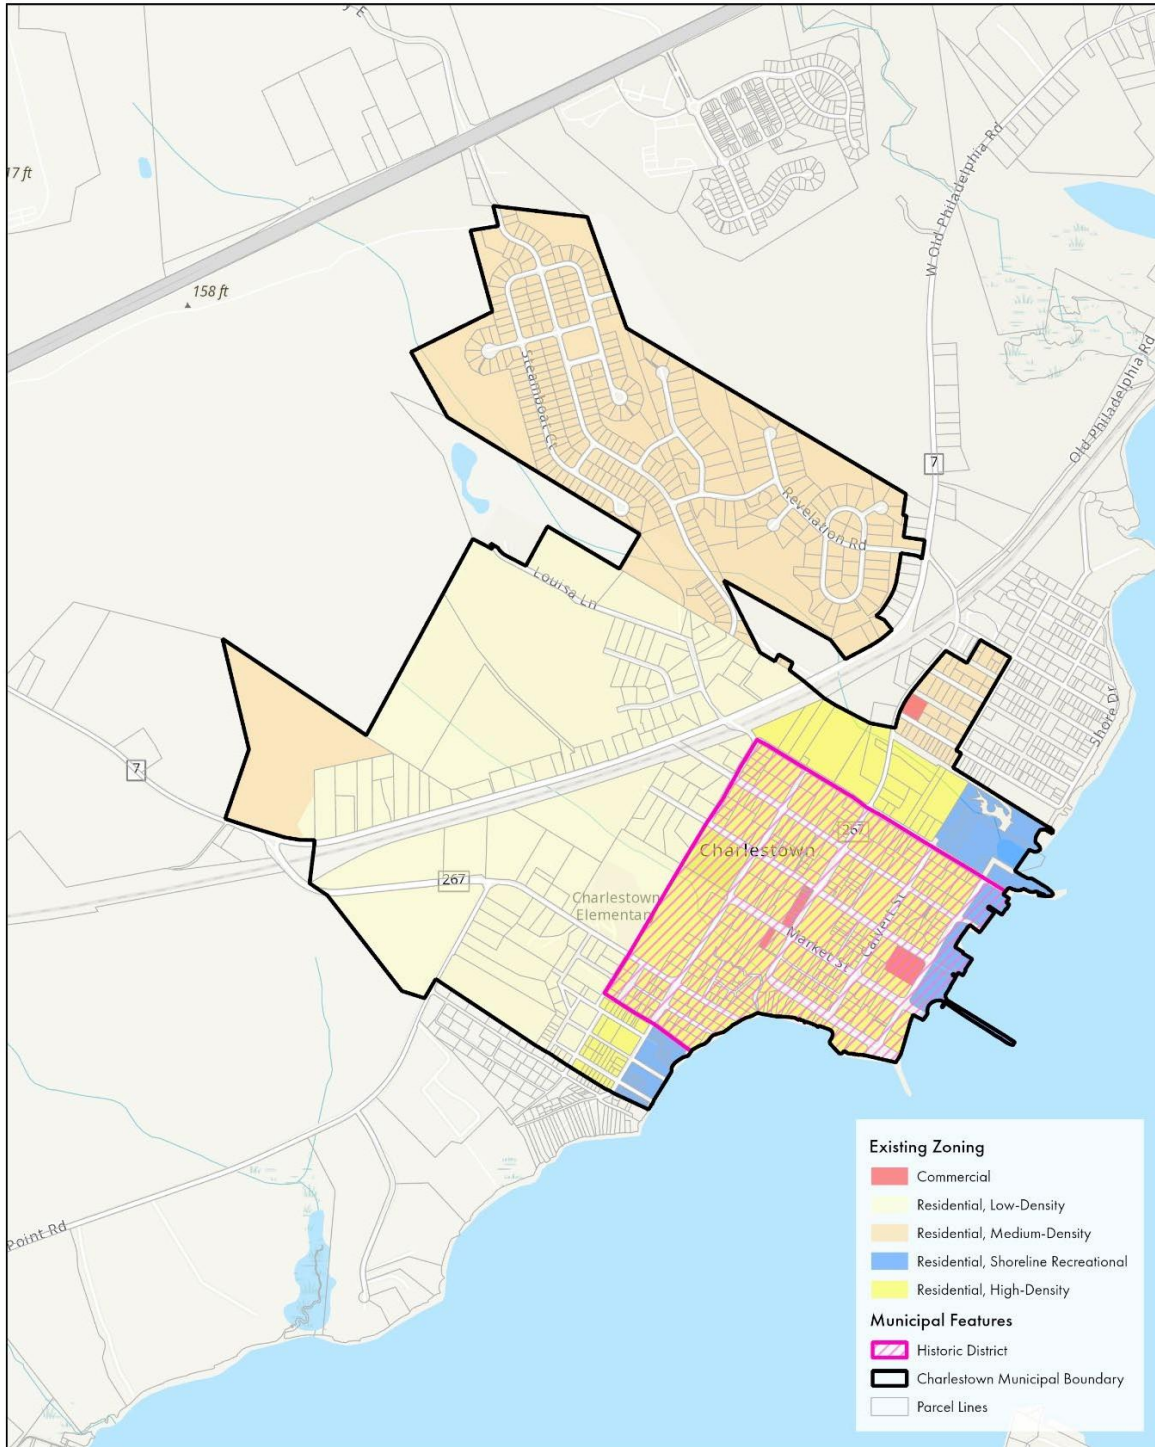 y E
17 ft
158 ft
W Old Philadelphia Rd
Old Philadelphia Rd
7
Steamboat Ct
Revelation Rd
Louisa Ln
Shore Dr
7
267
Charlestown
267
Charlestown
Elementary
Calvert St
Market St
Point Rd
Existing Zoning
Commercial
Residential, Low-Density
Residential, Medium-Density
Residential, Shoreline Recreational
Residential, High-Density
Municipal Features
Historic District
Charlestown Municipal Boundary
Parcel Lines